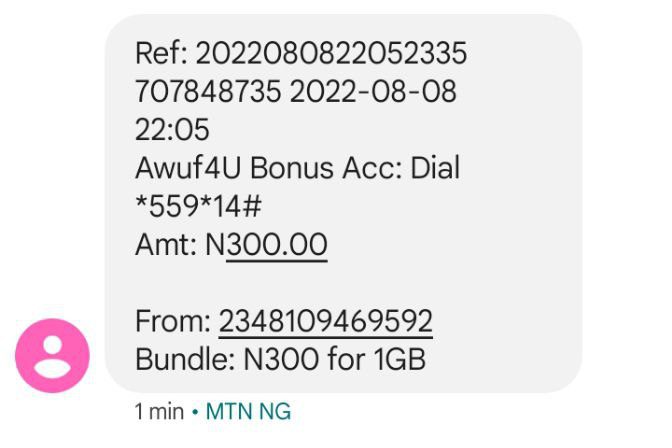 Ref: 2022080822052335
707848735 2022-08-08
22:05
Awuf4U Bonus Acc: Dial
*559*14#
Amt: N300.00
From: 2348109469592
Bundle: N300 for 1GB
1 min • MTN NG